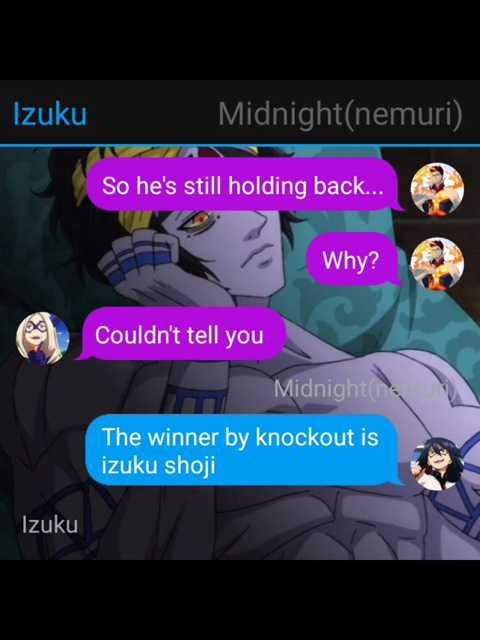 Izuku
Midnight(nemuri)
So he's still holding back...
Why?
Couldn't tell you
Midnight(nemuri)
The winner by knockout is
izuku shoji
Izuku